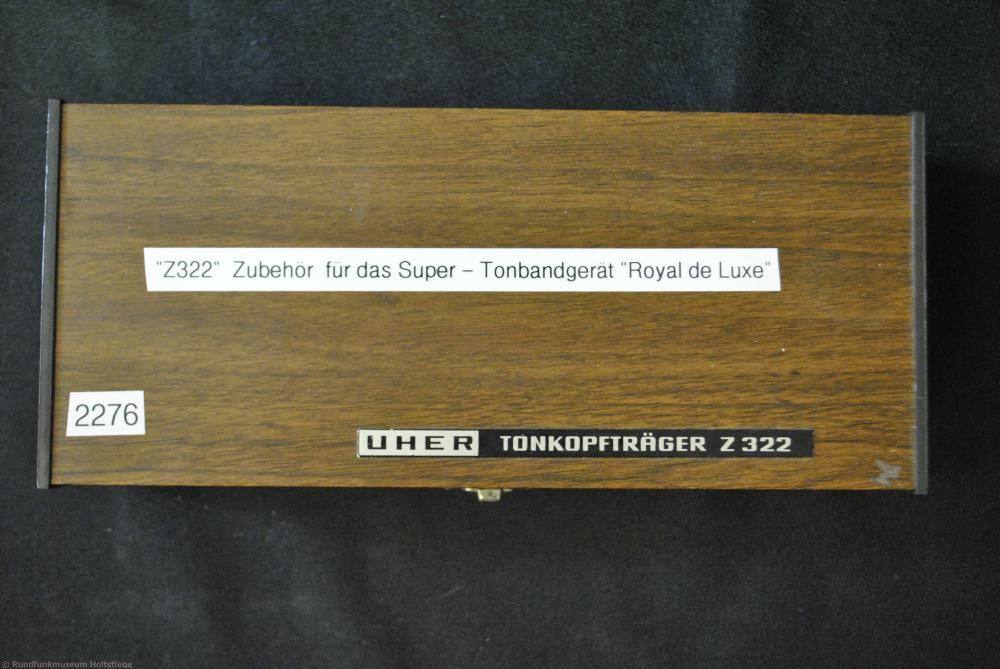 "Z322" Zubehör für das Super – Tonbandgerät "Royal de Luxe"
2276
UHER TONKOPFTRÄGER Z 322
© Rundfunkmuseum Holtstiege